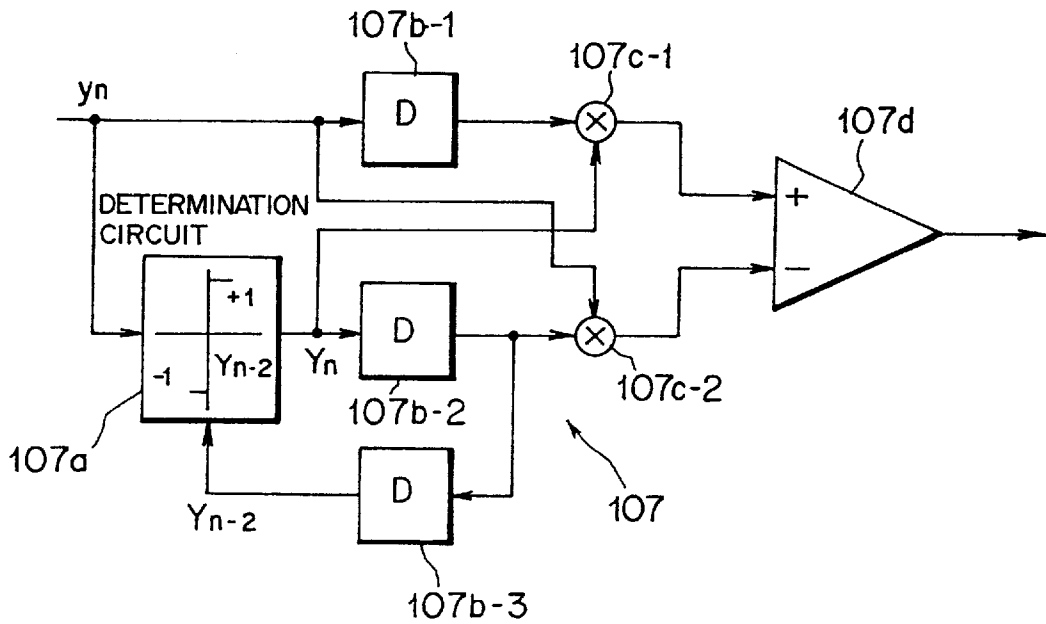 107b-1
107c-1
yn
D
×
107d
+
DETERMINATION
CIRCUIT
+1
-1
Yn-2
Yn
D
×
−
107a
107b-2
107c-2
D
107
Yn-2
107b-3